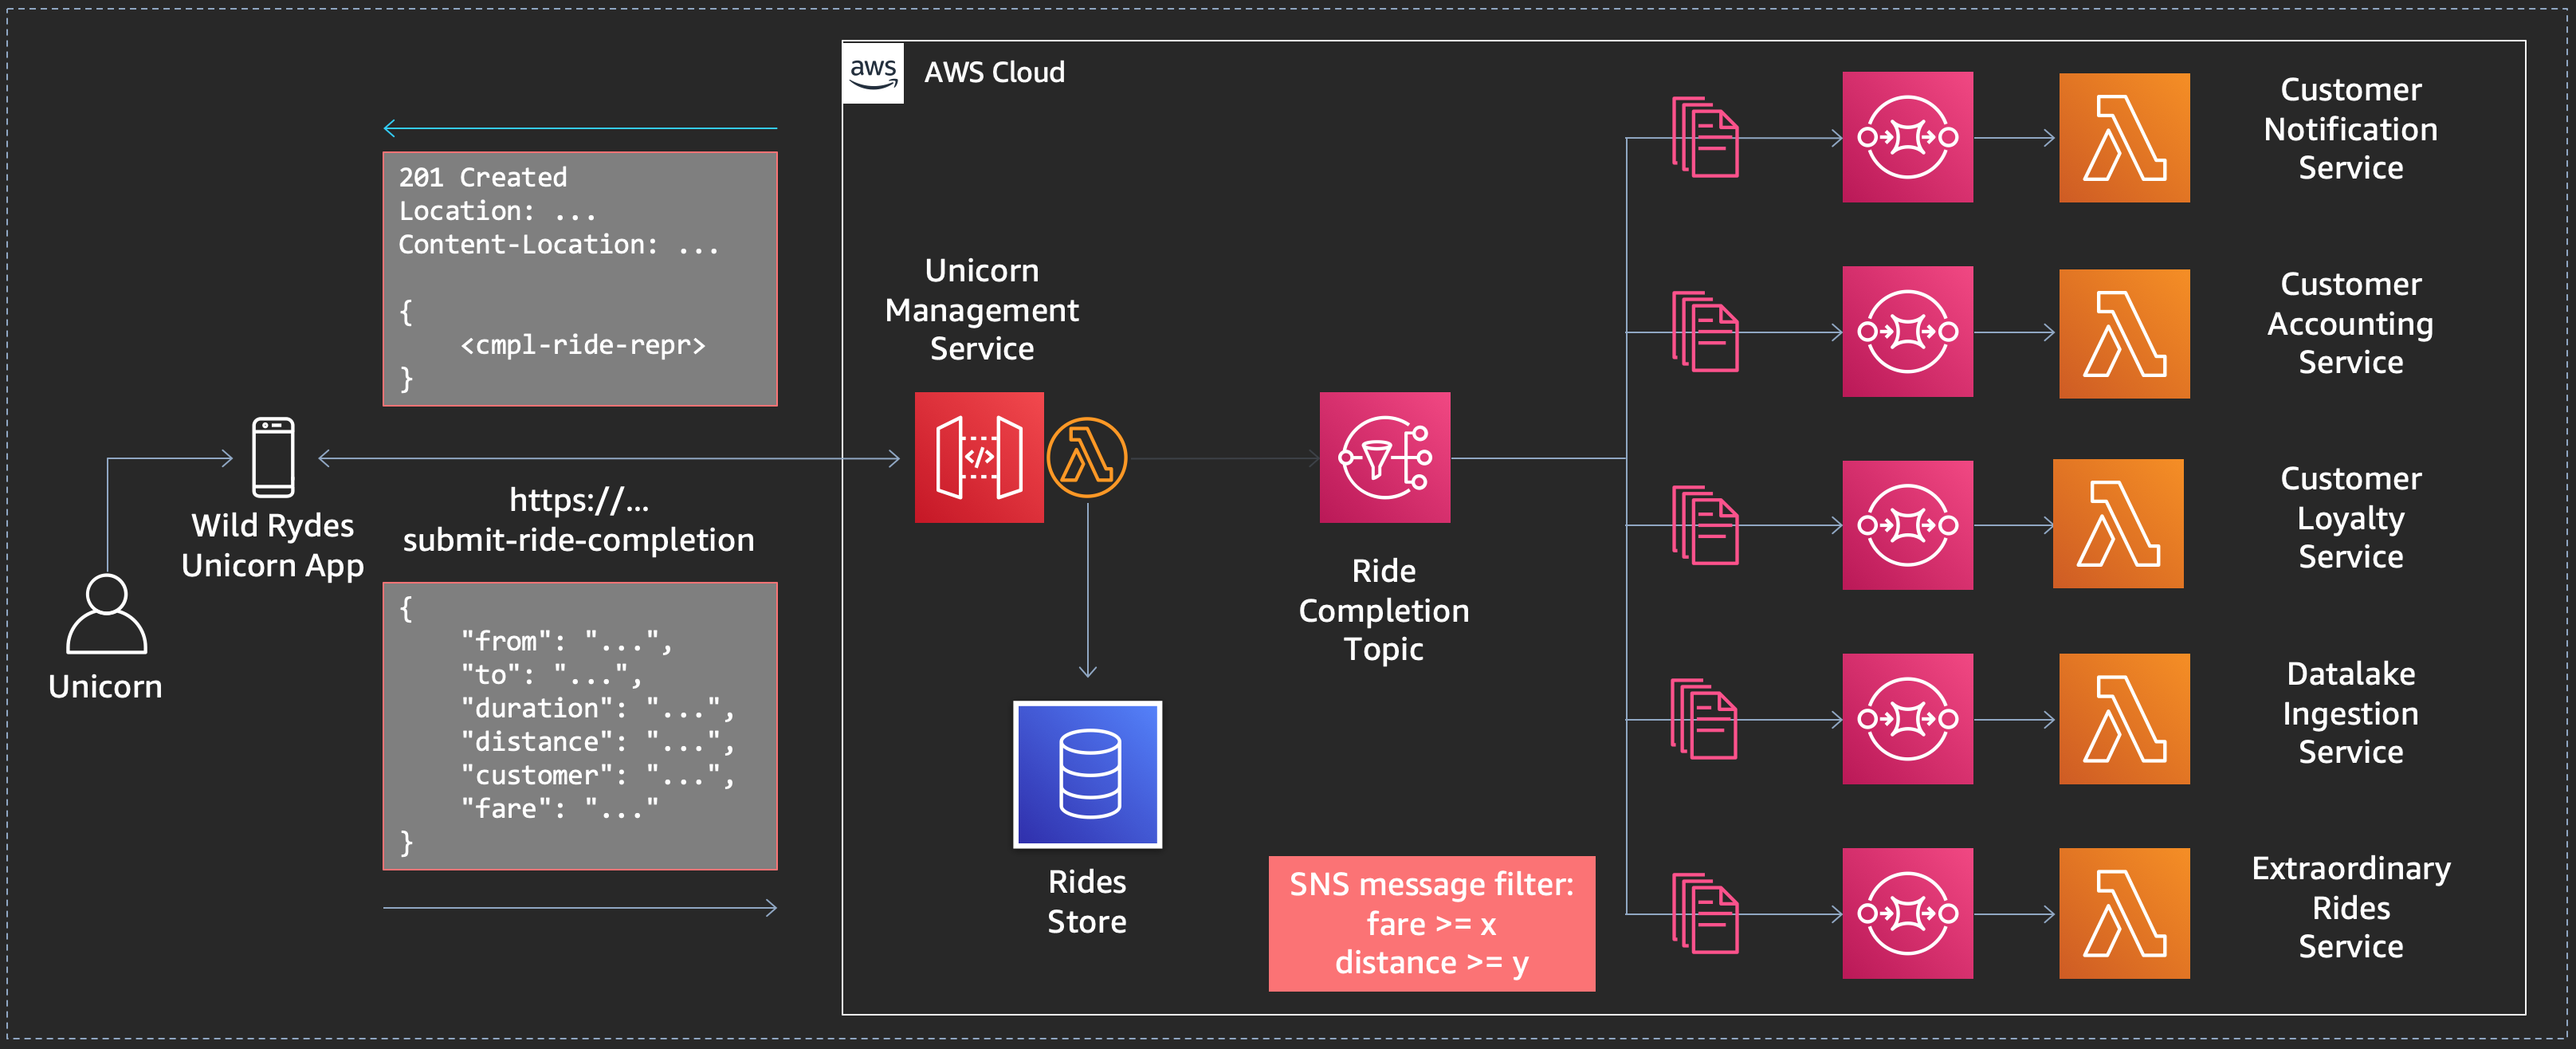 aws
AWS Cloud
201 Created
Location: ...
Content-Location: ...
{
<cmpl-ride-repr>
}
Wild Rydes
Unicorn App
Unicorn
https://...
submit-ride-completion
{
"from": "...",
"to": "...",
"duration": "...",
"distance": "...",
"customer": "...",
"fare": "..."
}
Unicorn
Management
Service
</>
Rides
Store
Ride
Completion
Topic
SNS message filter:
fare >= x
distance >= y
Customer
Notification
Service
Customer
Accounting
Service
Customer
Loyalty
Service
Datalake
Ingestion
Service
Extraordinary
Rides
Service